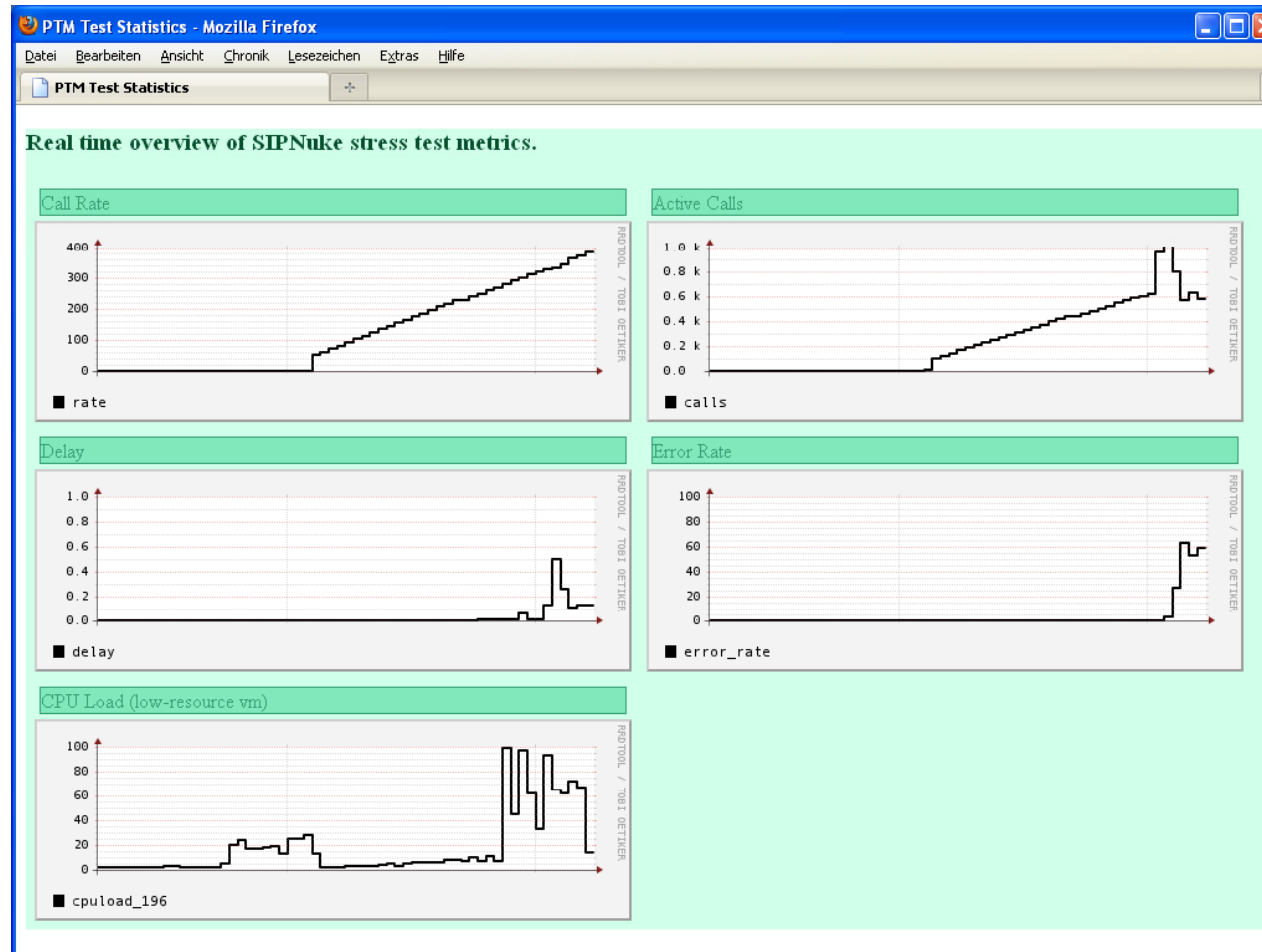 PTM Test Statistics - Mozilla Firefox
Datei Bearbeiten Ansicht Chronik Lesezeichen Extras Hilfe
PTM Test Statistics
Real time overview of SIPNuke stress test metrics.
Call Rate
400
300
200
100
0
rate
RRDTOOL / TOBI OETIKER
Active Calls
1.0 k
0.8 k
0.6 k
0.4 k
0.2 k
0.0
calls
RRDTOOL / TOBI OETIKER
Delay
1.0
0.8
0.6
0.4
0.2
0.0
delay
RRDTOOL / TOBI OETIKER
Error Rate
100
80
60
40
20
0
error_rate
RRDTOOL / TOBI OETIKER
CPU Load (low-resource vm)
100
80
60
40
20
0
cpuload_196
RRDTOOL / TOBI OETIKER